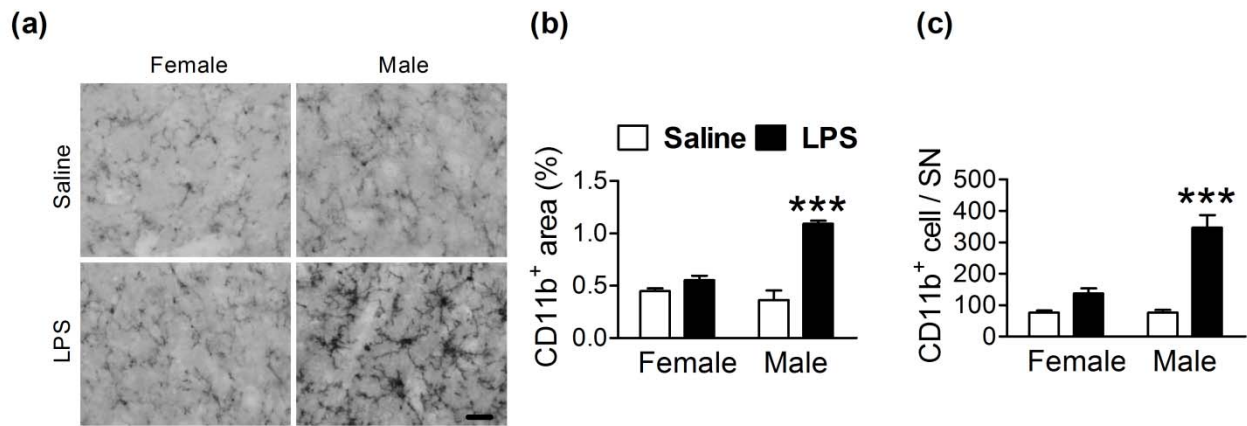 (a)
Female Male
Saline
LPS
(b)
Saline LPS
CD11b⁺ area (%)
1.5
***
1.0
0.5
0.0
Female Male
(c)
CD11b⁺ cell / SN
500
***
400
300
200
100
0
Female Male